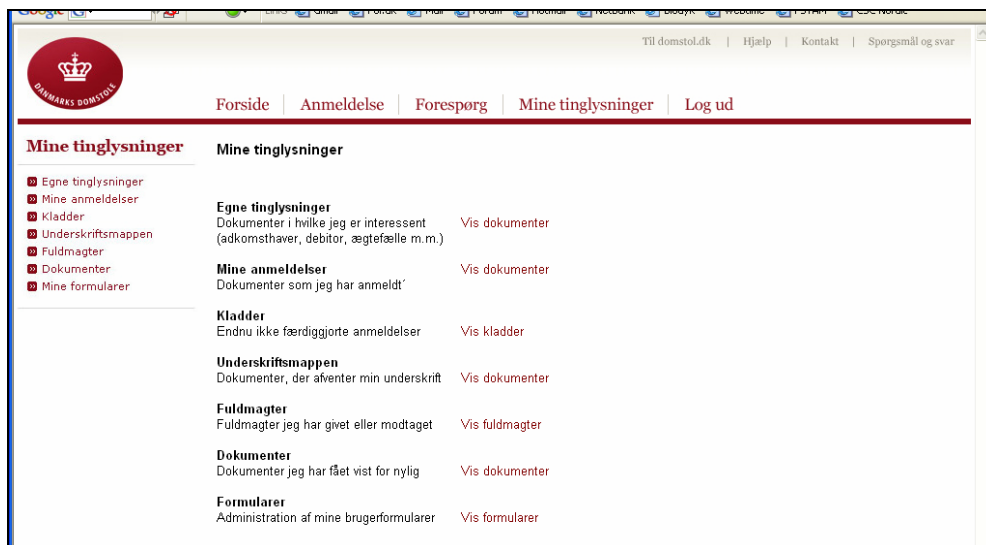 Google
Til domstol.dk | Hjælp | Kontakt | Spørgsmål og svar
DANMARKS DOMSTOLE
Forside | Anmeldelse | Forespørg | Mine tinglysninger | Log ud
Mine tinglysninger
Egne tinglysninger
Mine anmeldelser
Kladder
Underskriftsmappen
Fuldmagter
Dokumenter
Mine formularer
Mine tinglysninger
Egne tinglysninger
Dokumenter i hvilke jeg er interessent Vis dokumenter
(adkomsthaver, debitor, ægtefælle m.m.)
Mine anmeldelser Vis dokumenter
Dokumenter som jeg har anmeldt´
Kladder
Endnu ikke færdiggjorte anmeldelser Vis kladder
Underskriftsmappen
Dokumenter, der afventer min underskrift Vis dokumenter
Fuldmagter
Fuldmagter jeg har givet eller modtaget Vis fuldmagter
Dokumenter
Dokumenter jeg har fået vist for nylig Vis dokumenter
Formularer
Administration af mine brugerformularer Vis formularer